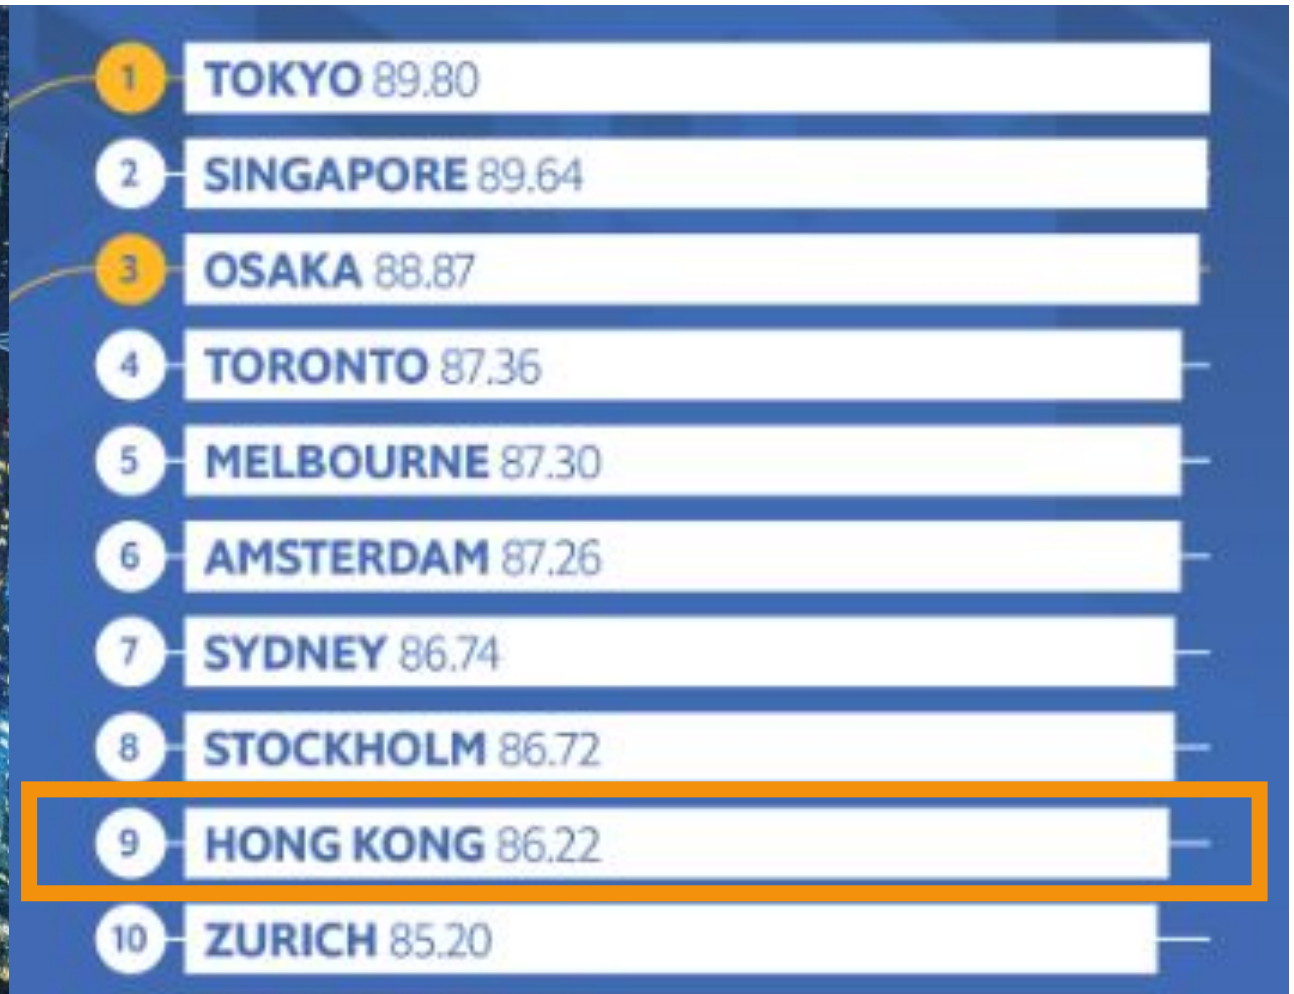 1 TOKYO 89.80
2 SINGAPORE 89.64
3 OSAKA 88.87
4 TORONTO 87.36
5 MELBOURNE 87.30
6 AMSTERDAM 87.26
7 SYDNEY 86.74
8 STOCKHOLM 86.72
9 HONG KONG 86.22
10 ZURICH 85.20